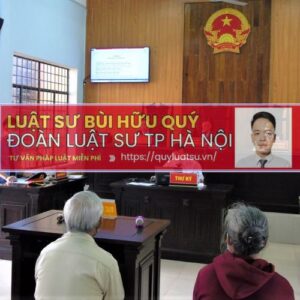 LUẬT SƯ BÙI HỮU QUÝ
ĐOÀN LUẬT SƯ TP HÀ NỘI
TƯ VẤN PHÁP LUẬT MIỄN PHÍ
https://quyluatsu.vn/
THƯ KÝ